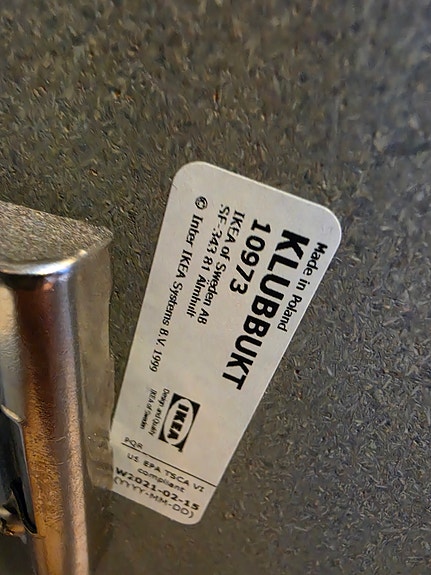 Made in Poland
KLUBBUKT
10973
IKEA of Sweden AB
SE-343 81 Älmhult
© Inter IKEA Systems B.V. 1999
IKEA
Design and Quality
IKEA of Sweden
PQR
US EPA TSCA VI
compliant
W2021-02-15
(YYYY-MM-DD)